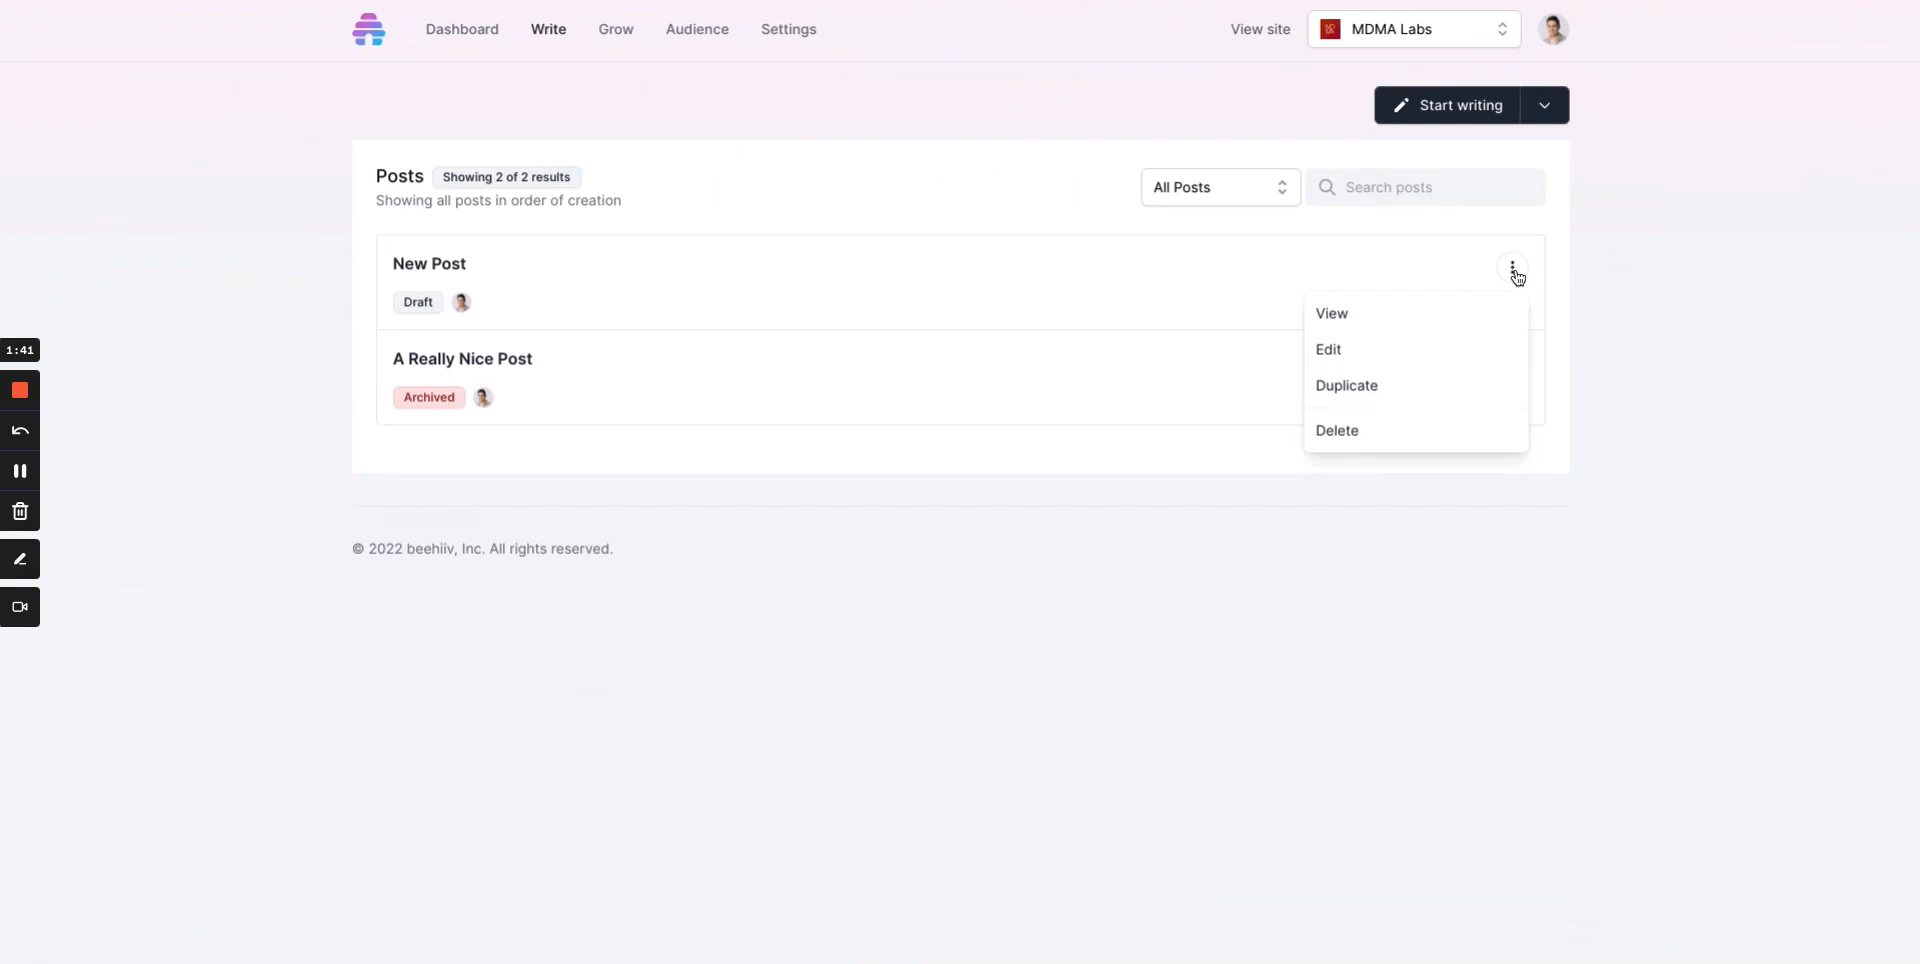 Dashboard Write Grow Audience Settings View site MDMA Labs
Start writing
Posts Showing 2 of 2 results
Showing all posts in order of creation
All Posts Search posts
New Post
Draft
View
Edit
Duplicate
Delete
A Really Nice Post
Archived
1:41
© 2022 beehiiv, Inc. All rights reserved.